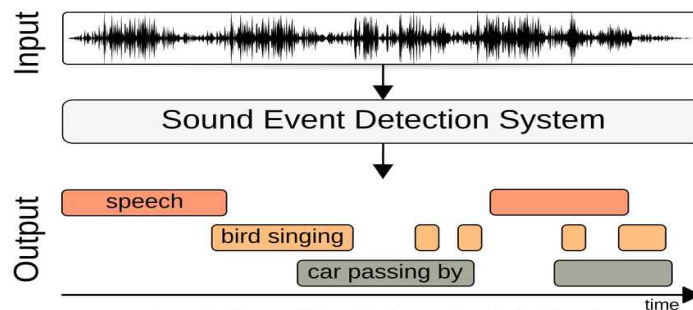 Input
Sound Event Detection System
Output
speech
bird singing
car passing by
time